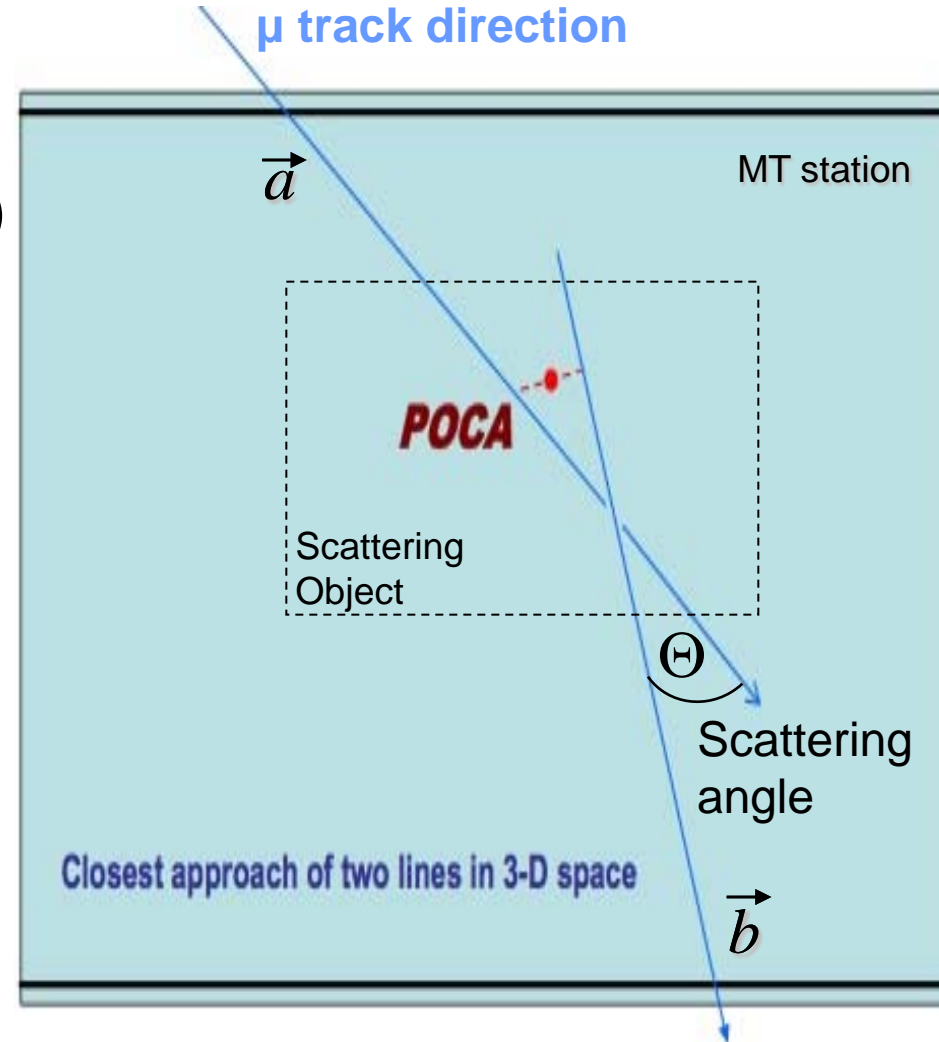 μ track direction
a
MT station
)
POCA
Scattering
Object
Θ
Scattering
angle
Closest approach of two lines in 3-D space
b